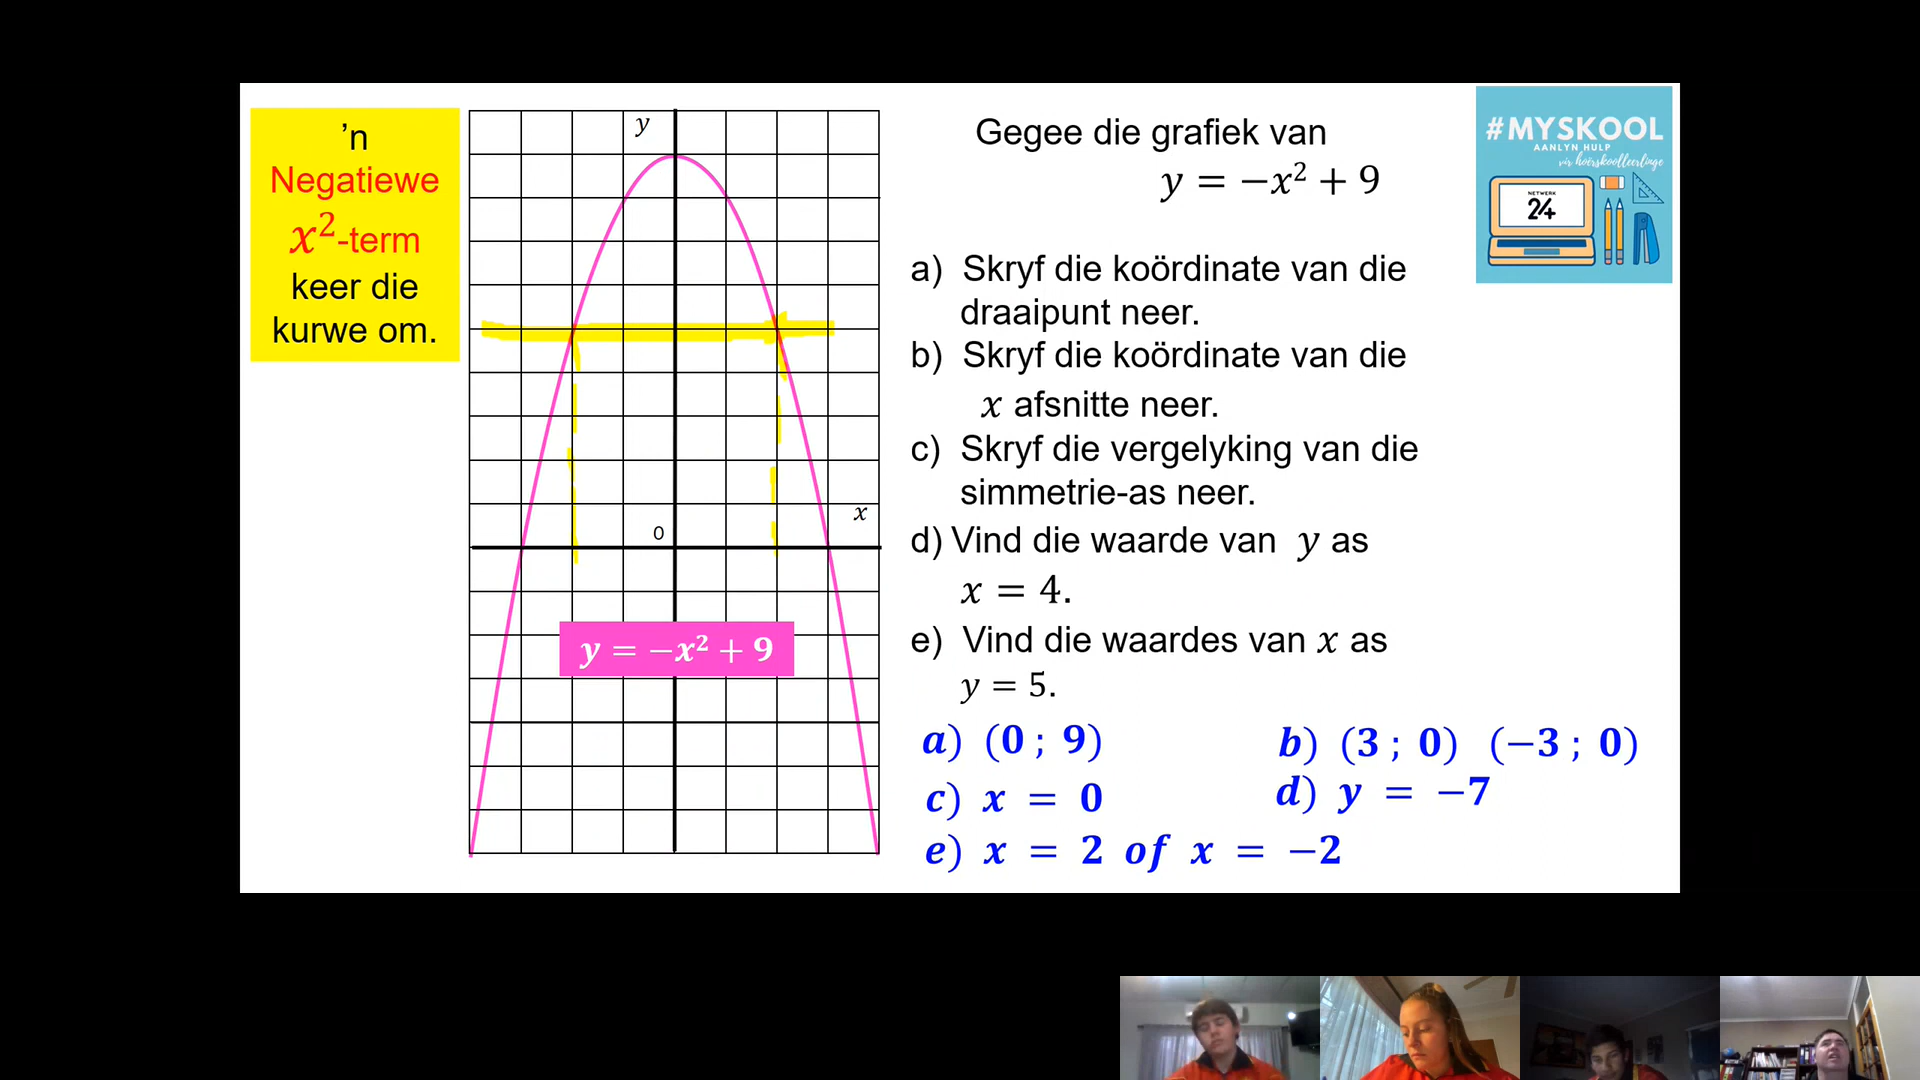 ’n
Negatiewe
x²-term
keer die
kurwe om.
y
x
0
y = −x² + 9
Gegee die grafiek van
y = −x² + 9
a) Skryf die koördinate van die
draaipunt neer.
b) Skryf die koördinate van die
x afsnitte neer.
c) Skryf die vergelyking van die
simmetrie-as neer.
d) Vind die waarde van y as
x = 4.
e) Vind die waardes van x as
y = 5.
a) (0 ; 9) b) (3 ; 0) (−3 ; 0)
c) x = 0 d) y = −7
e) x = 2 of x = −2
#MYSKOOL
AANLYN HULP
vir hoërskoolleerlinge
NETWERK
24